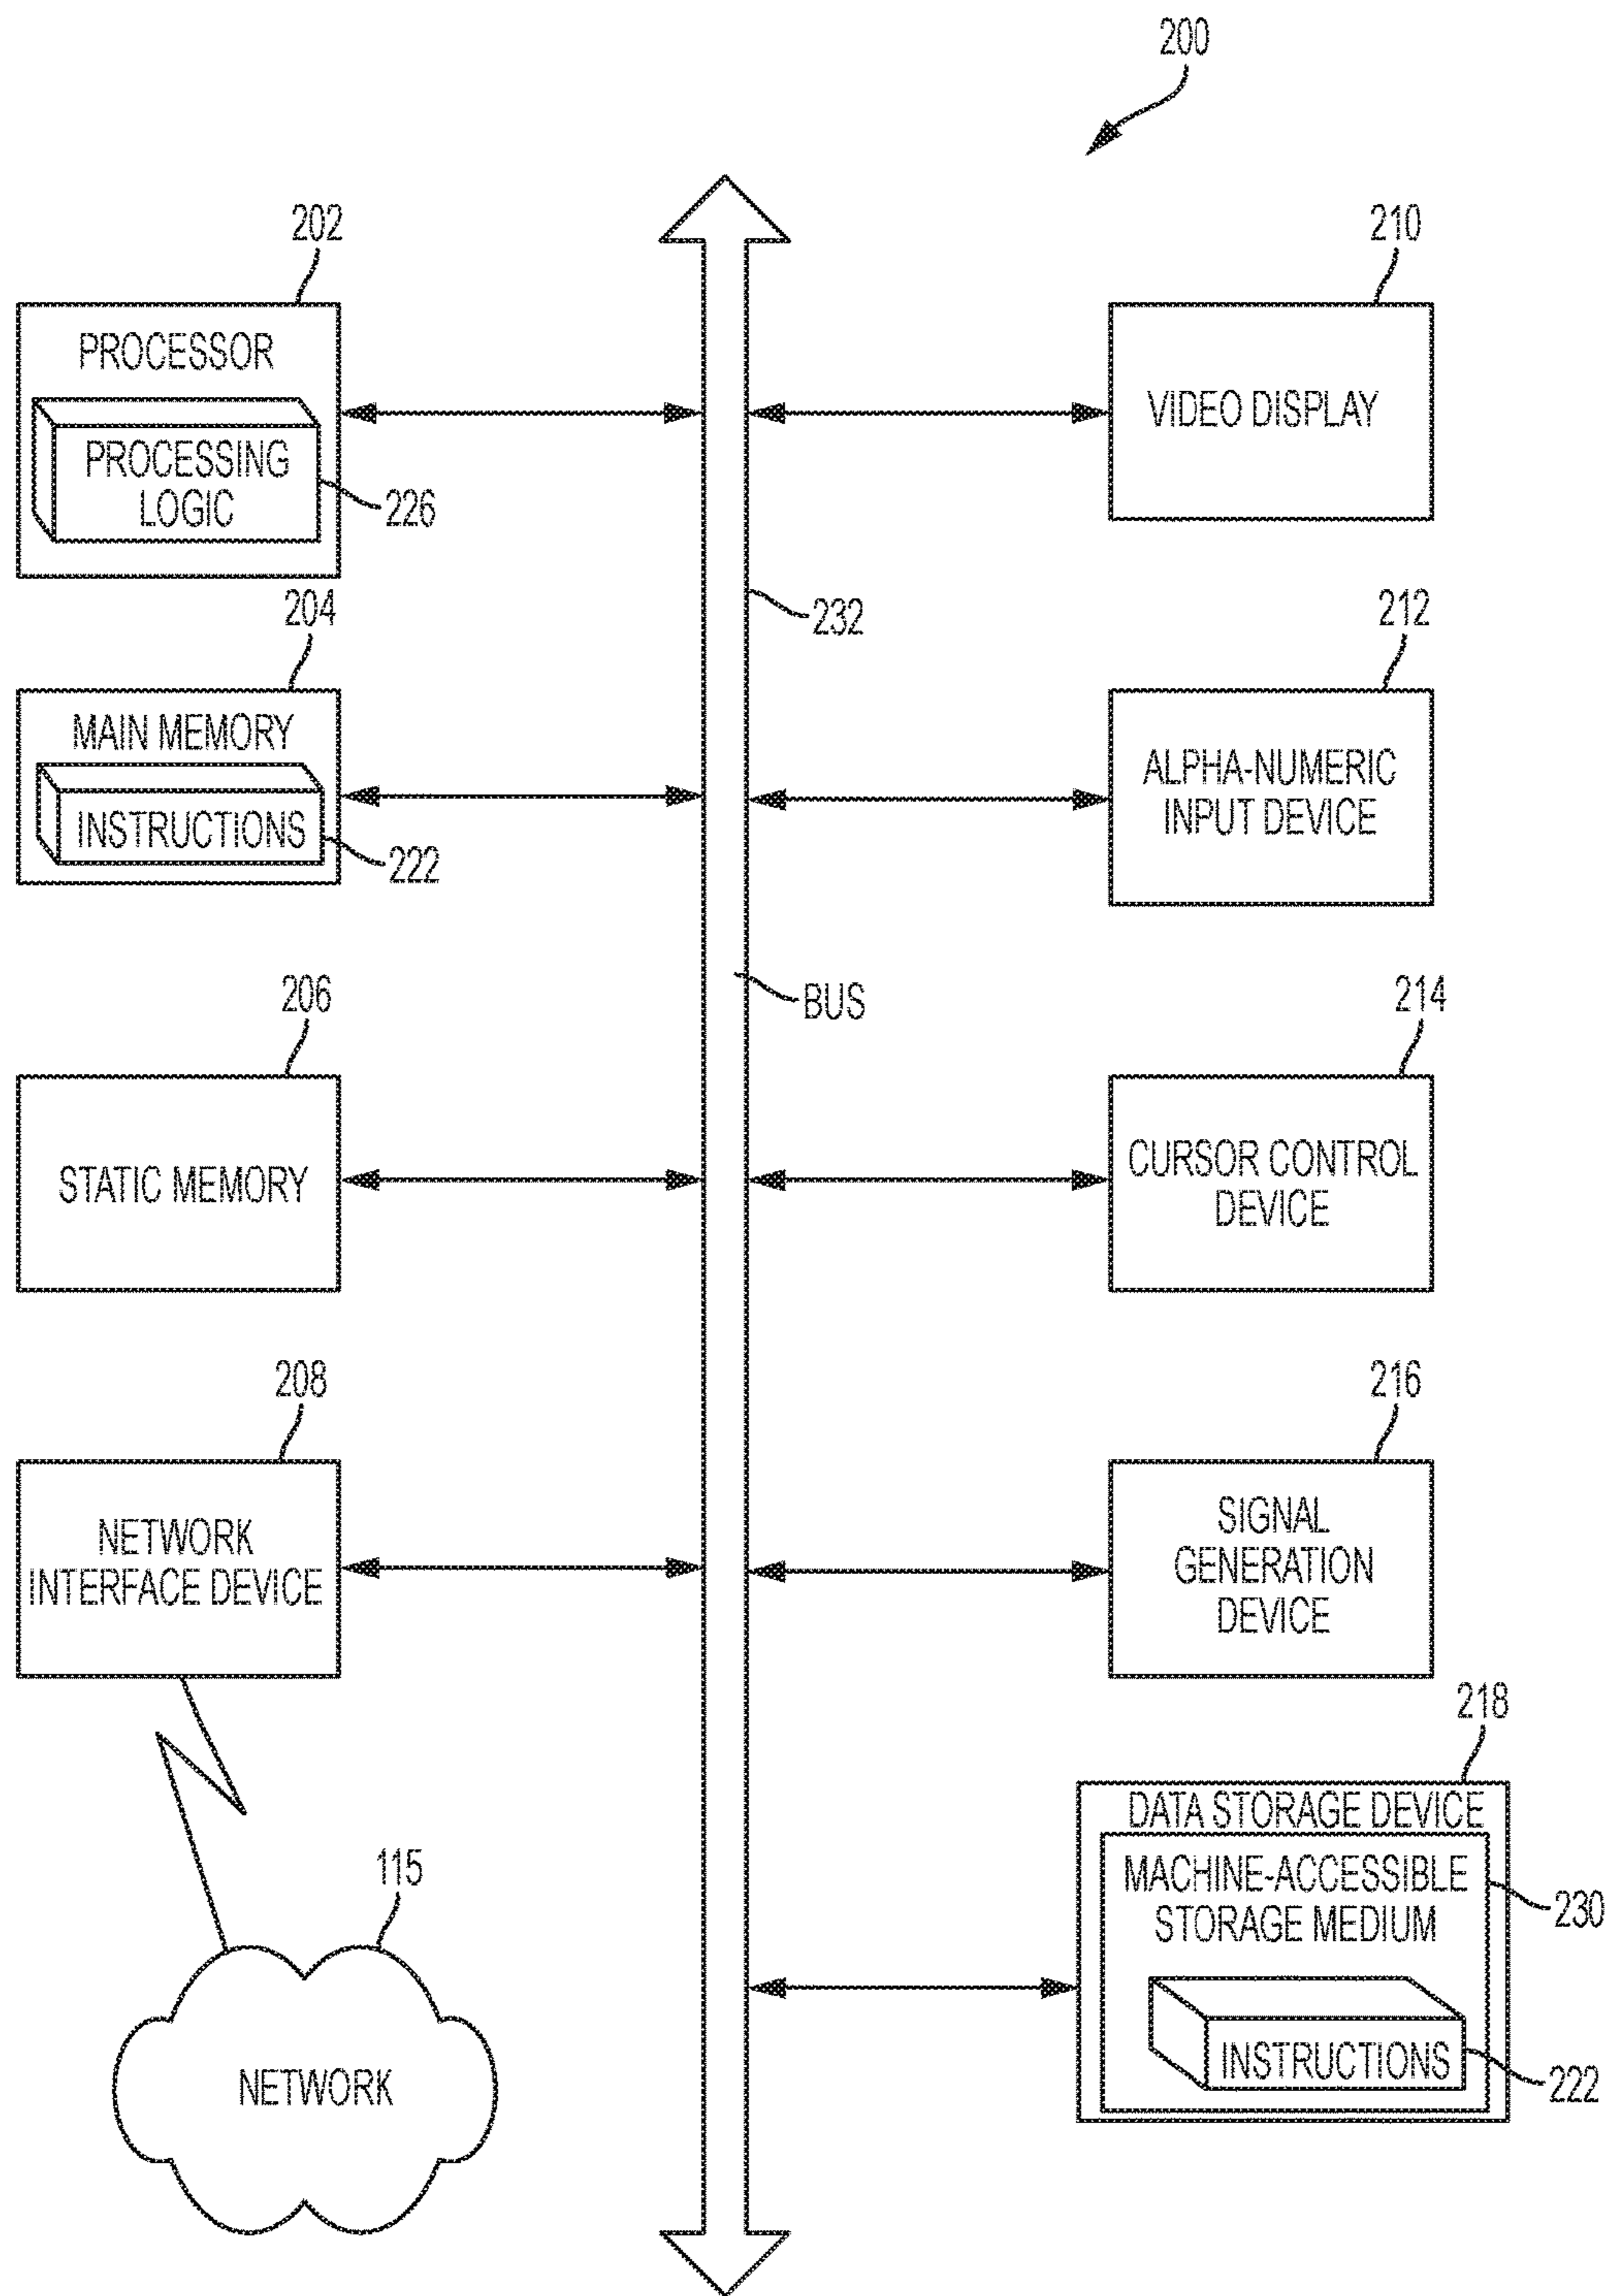 200
202
PROCESSOR
PROCESSING
LOGIC
226
204
MAIN MEMORY
INSTRUCTIONS
222
206
STATIC MEMORY
208
NETWORK
INTERFACE DEVICE
115
NETWORK
232
BUS
210
VIDEO DISPLAY
212
ALPHA-NUMERIC
INPUT DEVICE
214
CURSOR CONTROL
DEVICE
216
SIGNAL
GENERATION
DEVICE
218
DATA STORAGE DEVICE
MACHINE-ACCESSIBLE
STORAGE MEDIUM
230
INSTRUCTIONS
222